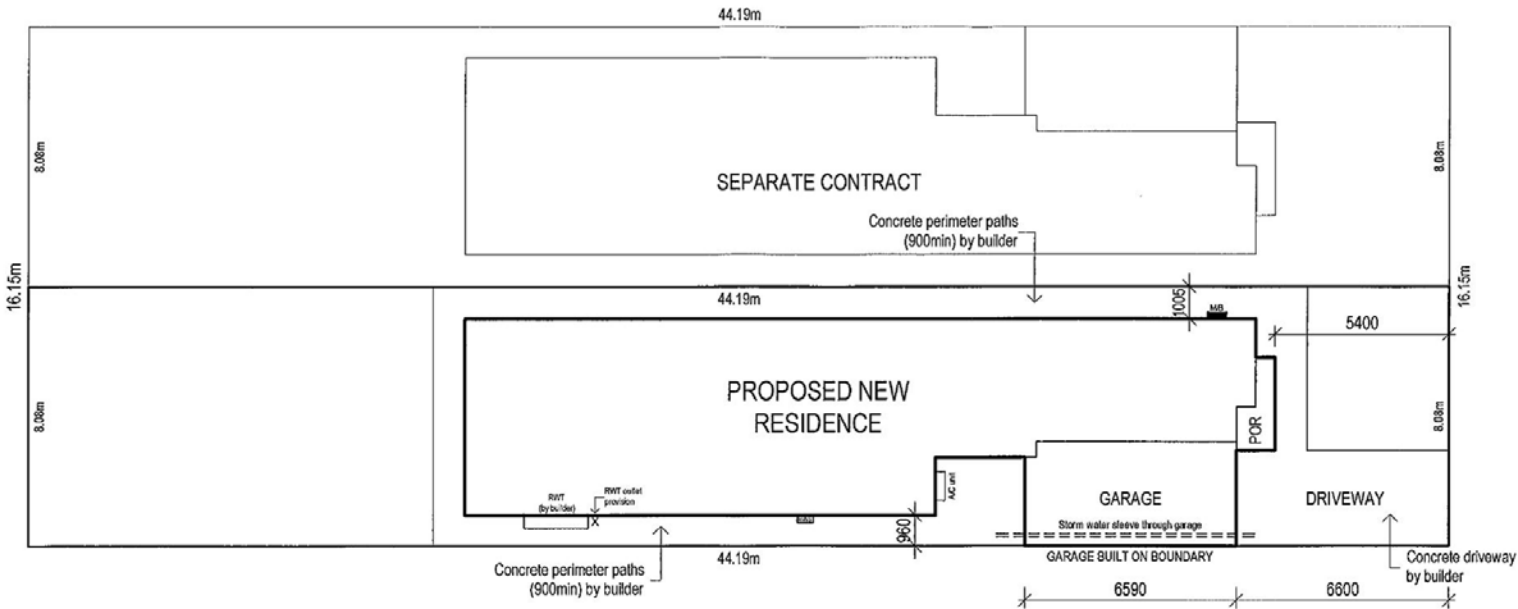 44.19m
8.08m
8.08m
SEPARATE CONTRACT
Concrete perimeter paths
(900min) by builder
16.15m
16.15m
44.19m
1005
M/B
5400
PROPOSED NEW
RESIDENCE
8.08m
8.08m
POR
RWT
(by builder)
RWT outlet
provision
X
A/C unit
GARAGE
DRIVEWAY
960
Storm water sleeve through garage
44.19m
GARAGE BUILT ON BOUNDARY
Concrete perimeter paths
(900min) by builder
Concrete driveway
by builder
6590
6600